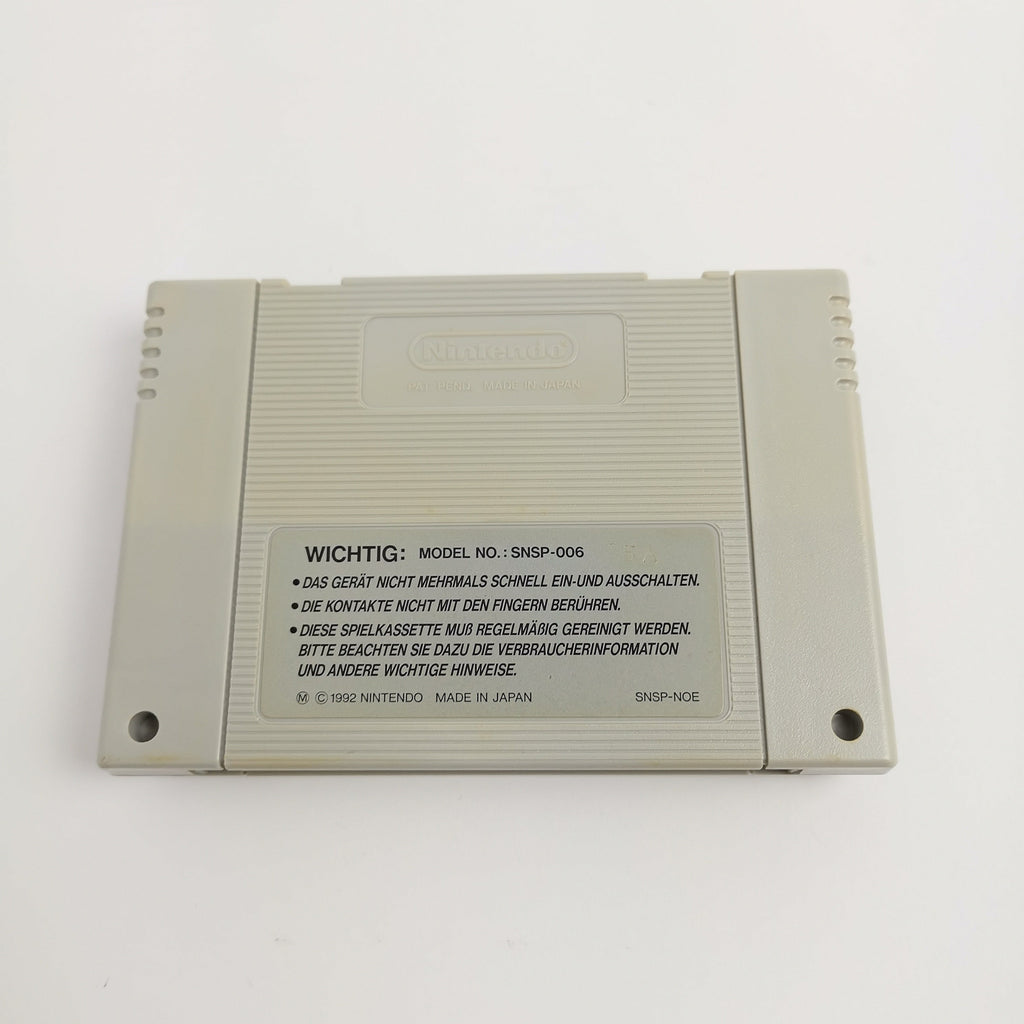 Nintendo
PAT. PEND. MADE IN JAPAN
WICHTIG: MODEL NO.: SNSP-006
• DAS GERÄT NICHT MEHRMALS SCHNELL EIN-UND AUSSCHALTEN.
• DIE KONTAKTE NICHT MIT DEN FINGERN BERÜHREN.
• DIESE SPIELKASSETTE MUß REGELMÄßIG GEREINIGT WERDEN.
BITTE BEACHTEN SIE DAZU DIE VERBRAUCHERINFORMATION
UND ANDERE WICHTIGE HINWEISE.
Ⓜ © 1992 NINTENDO MADE IN JAPAN SNSP-NOE